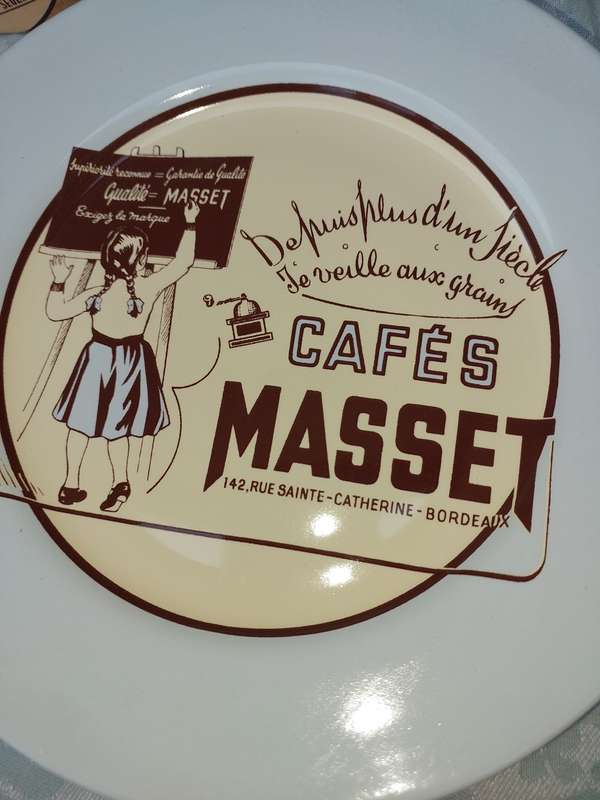 Supériorité reconnue = Garantie de Qualité
Qualité = MASSET
Exigez la marque
Depuis plus d'un Siècle
Je veille aux grains
CAFÉS
MASSET
142, RUE SAINTE-CATHERINE - BORDEAUX